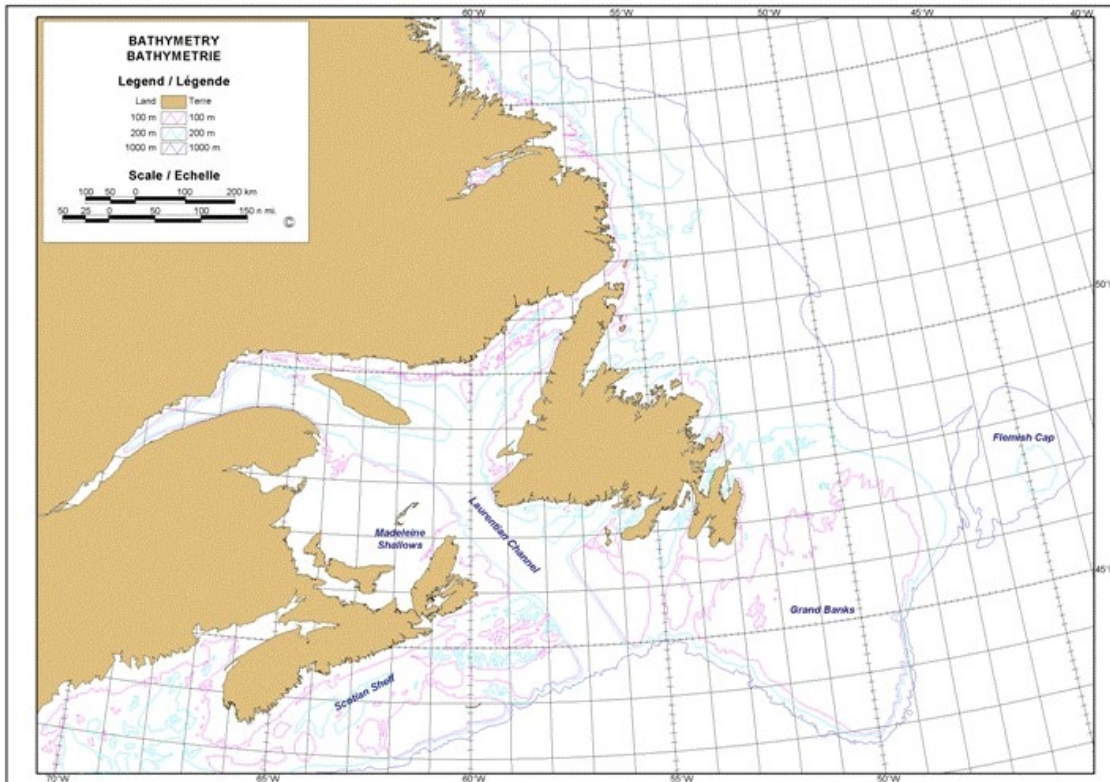 60°W 55°W 50°W 45°W 40°W
BATHYMETRY
BATHYMETRIE
Legend / Légende
Land Terre
100 m 100 m
200 m 200 m
1000 m 1000 m
Scale / Echelle
100 50 0 100 200 km
50 25 0 50 100 150 n mi.
©
50°N
Flemish Cap
Laurentian Channel
Madeleine
Shallows
45°N
Grand Banks
Scotian Shelf
70°W 65°W 60°W 55°W 50°W